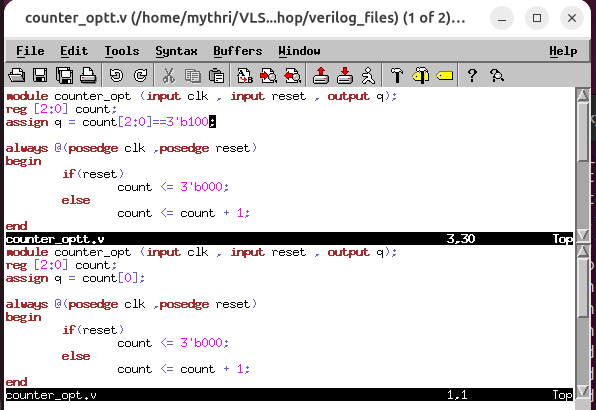 counter_optt.v (/home/mythri/VLS...hop/verilog_files) (1 of 2)...
File Edit Tools Syntax Buffers Window Help
module counter_opt (input clk , input reset , output q);
reg [2:0] count;
assign q = count[2:0]==3'b100;
always @(posedge clk ,posedge reset)
begin
if(reset)
count <= 3'b000;
else
count <= count + 1;
end
counter_optt.v 3,30 Top
module counter_opt (input clk , input reset , output q);
reg [2:0] count;
assign q = count[0];
always @(posedge clk ,posedge reset)
begin
if(reset)
count <= 3'b000;
else
count <= count + 1;
end
counter_opt.v 1,1 Top